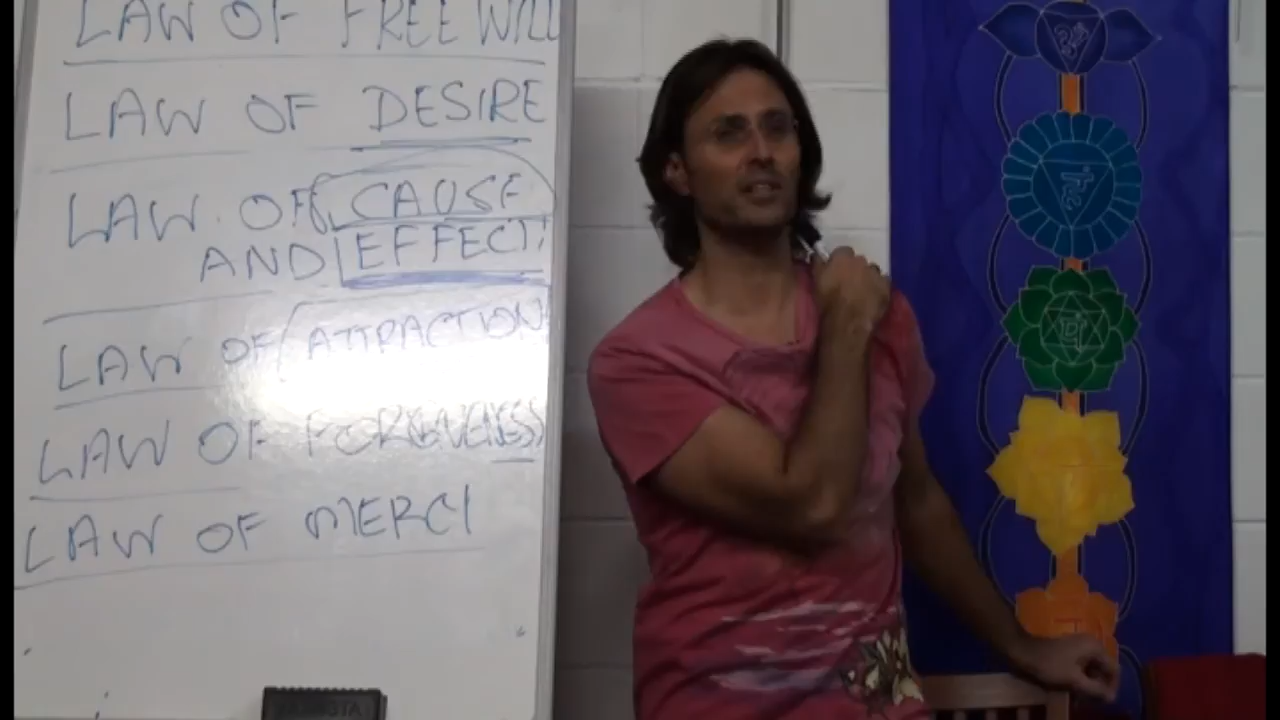 LAW OF FREE WILL
LAW OF DESIRE
LAW OF CAUSE
AND EFFECT
LAW OF ATTRACTION
LAW OF FORGIVENESS
LAW OF MERCI